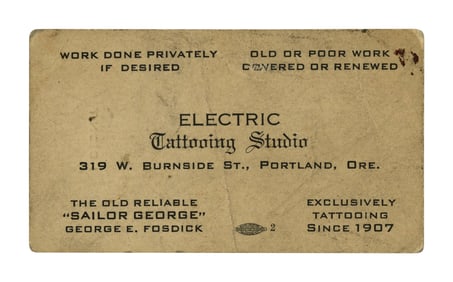 WORK DONE PRIVATELY
IF DESIRED
OLD OR POOR WORK
COVERED OR RENEWED
ELECTRIC
Tattooing Studio
319 W. BURNSIDE ST., PORTLAND, ORE.
THE OLD RELIABLE
"SAILOR GEORGE"
GEORGE E. FOSDICK
2
EXCLUSIVELY
TATTOOING
SINCE 1907